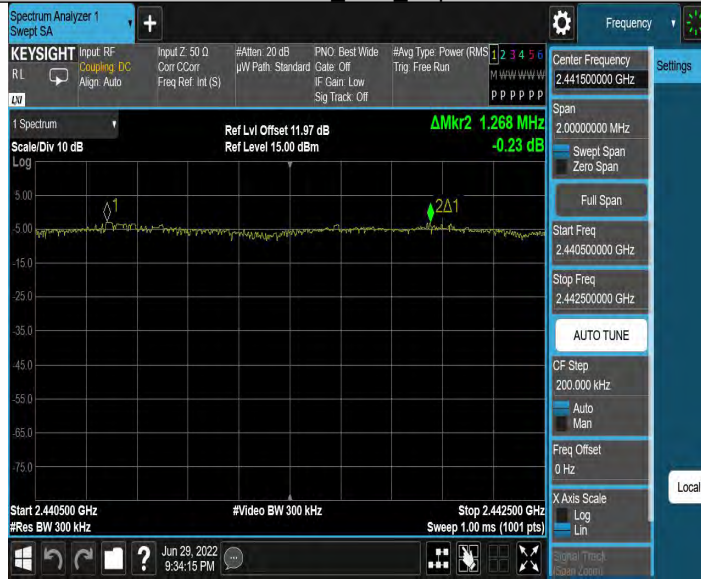 Spectrum Analyzer 1
Swept SA
Frequency
KEYSIGHT
RL
LXI
Input: RF
Coupling: DC
Align: Auto
Input Z: 50 Ω
Corr CCorr
Freq Ref: Int (S)
#Atten: 20 dB
µW Path: Standard
PNO: Best Wide
Gate: Off
IF Gain: Low
Sig Track: Off
#Avg Type: Power (RMS
Trig: Free Run
1 2 3 4 5 6
M W W W W W
P P P P P P
1 Spectrum
Scale/Div 10 dB
Log
Ref Lvl Offset 11.97 dB
Ref Level 15.00 dBm
ΔMkr2 1.268 MHz
-0.23 dB
5.00
-5.00
-15.0
-25.0
-35.0
-45.0
-55.0
-65.0
-75.0
1
2Δ1
Start 2.440500 GHz
#Res BW 300 kHz
#Video BW 300 kHz
Stop 2.442500 GHz
Sweep 1.00 ms (1001 pts)
Center Frequency
2.441500000 GHz
Settings
Span
2.00000000 MHz
Swept Span
Zero Span
Full Span
Start Freq
2.440500000 GHz
Stop Freq
2.442500000 GHz
AUTO TUNE
CF Step
200.000 kHz
Auto
Man
Freq Offset
0 Hz
X Axis Scale
Log
Lin
Signal Track
(Span Zoom)
Local
?
Jun 29, 2022
9:34:15 PM